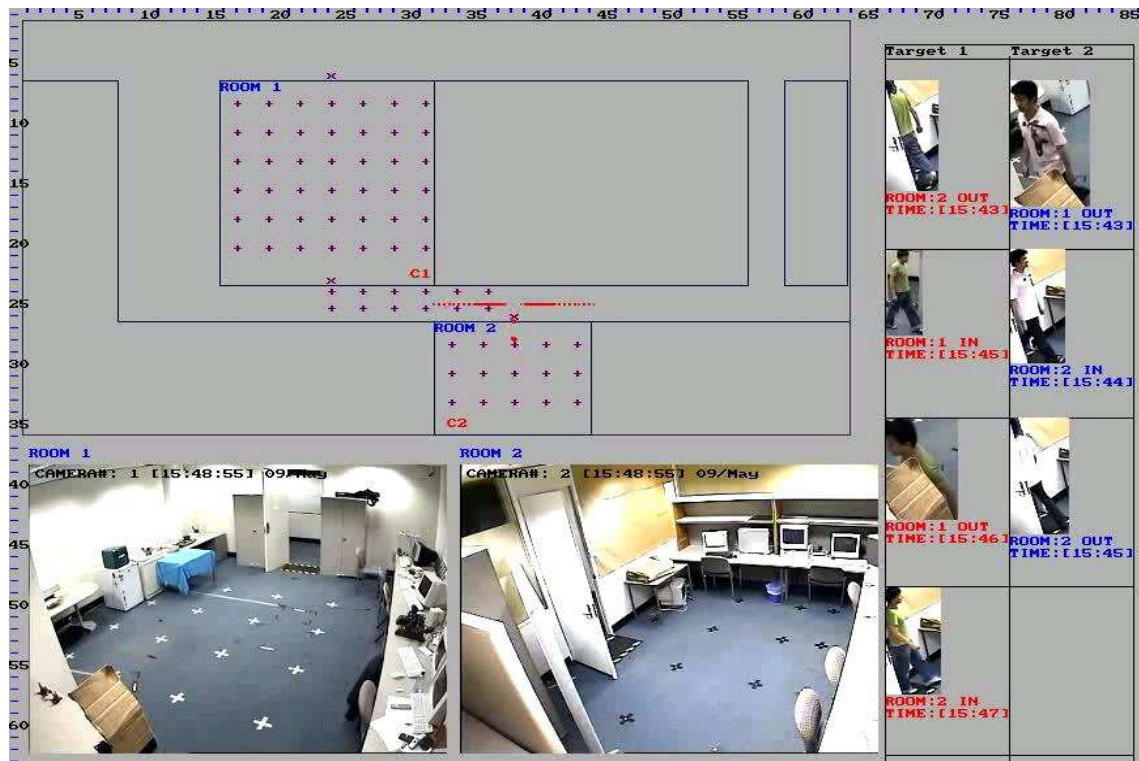 5 10 15 20 25 30 35 40 45 50 55 60 65 70 75 80 85
Target 1 Target 2
5
ROOM 1
10
15
ROOM:2 OUT
TIME:[15:43]
ROOM:1 OUT
TIME:[15:43]
20
C1
25
ROOM 2
ROOM:1 IN
TIME:[15:45]
30
ROOM:2 IN
TIME:[15:44]
35
C2
ROOM 1 ROOM 2
40
CAMERA#: 1 [15:48:55] 09/May
CAMERA#: 2 [15:48:55] 09/May
ROOM:1 OUT
TIME:[15:46]
ROOM:2 OUT
TIME:[15:45]
45
50
55
ROOM:2 IN
TIME:[15:47]
60